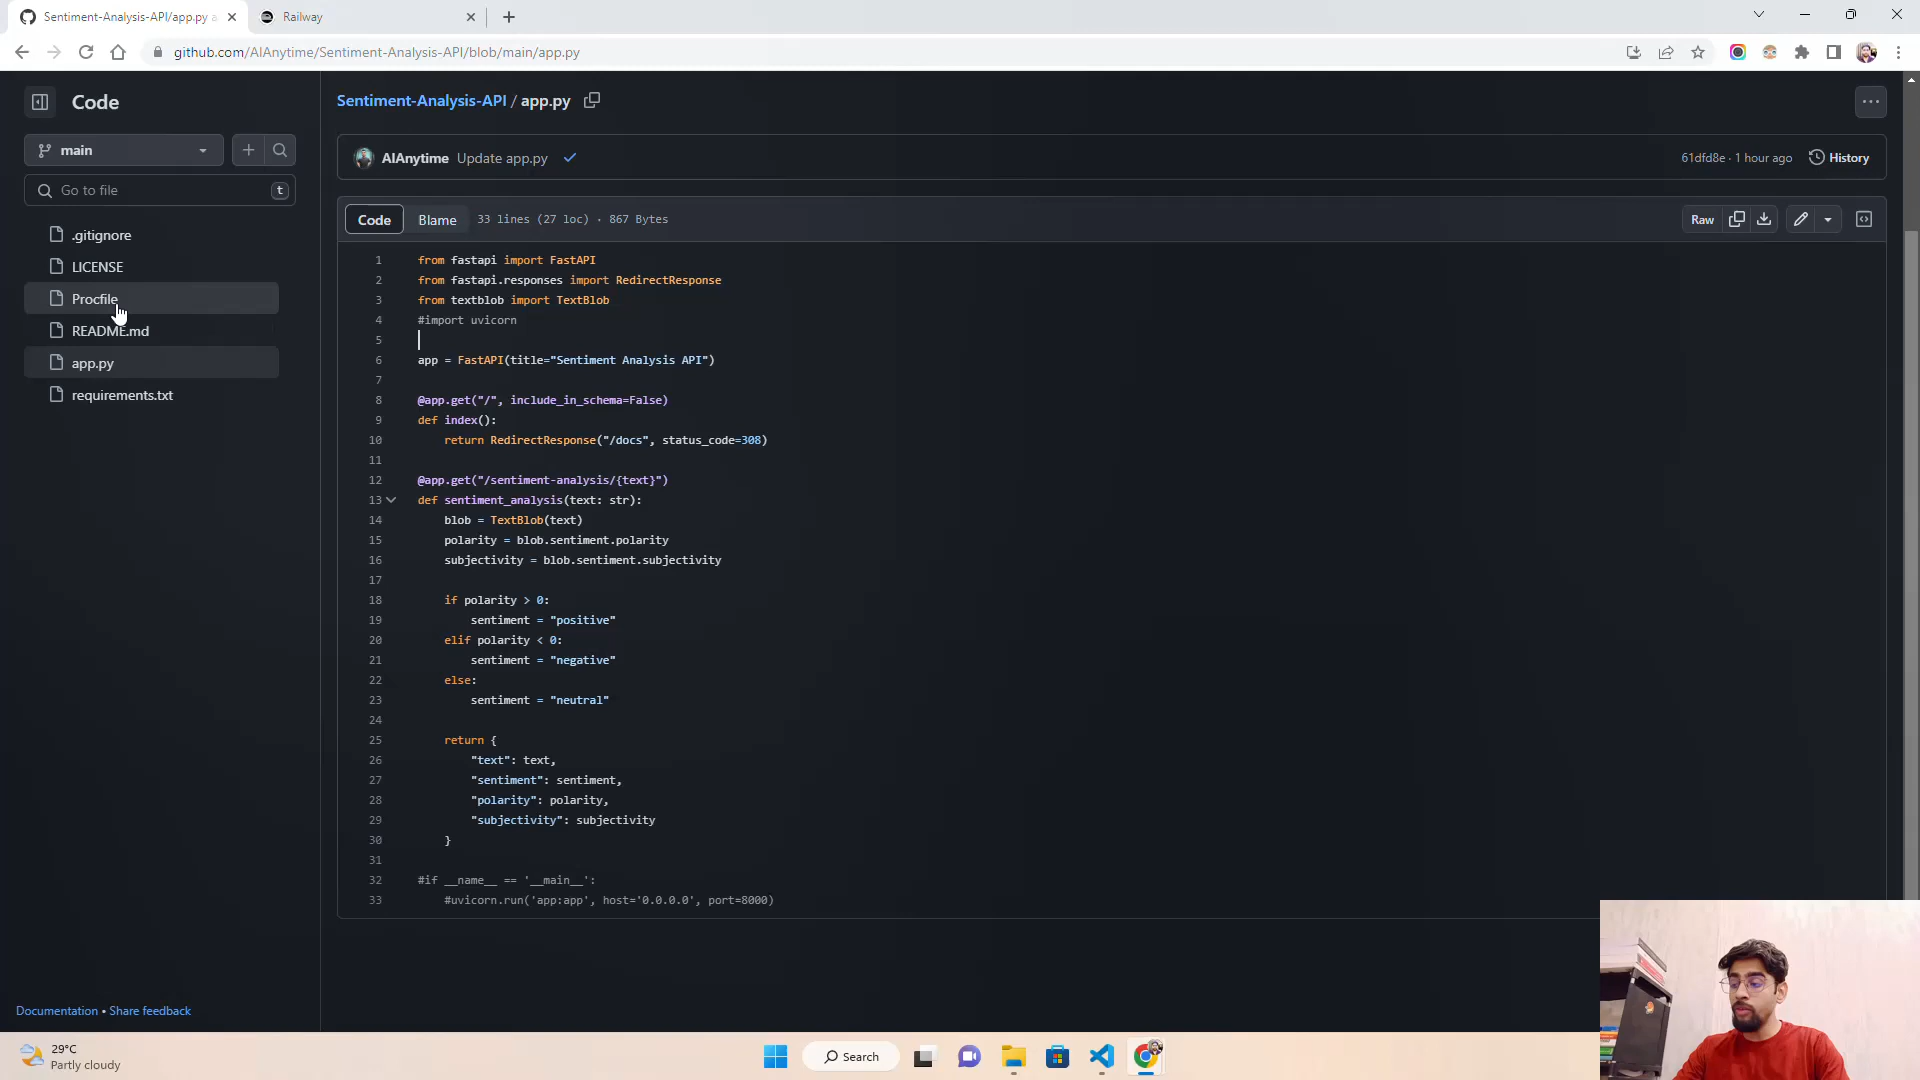 Sentiment-Analysis-API/app.py a
Railway
github.com/AIAnytime/Sentiment-Analysis-API/blob/main/app.py
Code
main
Go to file
t
.gitignore
LICENSE
Procfile
README.md
app.py
requirements.txt
Documentation • Share feedback
Sentiment-Analysis-API / app.py
AIAnytime Update app.py
61dfd8e · 1 hour ago
History
Code
Blame
33 lines (27 loc) · 867 Bytes
Raw
1 from fastapi import FastAPI
2 from fastapi.responses import RedirectResponse
3 from textblob import TextBlob
4 #import uvicorn
5
6 app = FastAPI(title="Sentiment Analysis API")
7
8 @app.get("/", include_in_schema=False)
9 def index():
10 return RedirectResponse("/docs", status_code=308)
11
12 @app.get("/sentiment-analysis/{text}")
13 def sentiment_analysis(text: str):
14 blob = TextBlob(text)
15 polarity = blob.sentiment.polarity
16 subjectivity = blob.sentiment.subjectivity
17
18 if polarity > 0:
19 sentiment = "positive"
20 elif polarity < 0:
21 sentiment = "negative"
22 else:
23 sentiment = "neutral"
24
25 return {
26 "text": text,
27 "sentiment": sentiment,
28 "polarity": polarity,
29 "subjectivity": subjectivity
30 }
31
32 #if __name__ == '__main__':
33 #uvicorn.run('app:app', host='0.0.0.0', port=8000)
29°C
Partly cloudy
Search